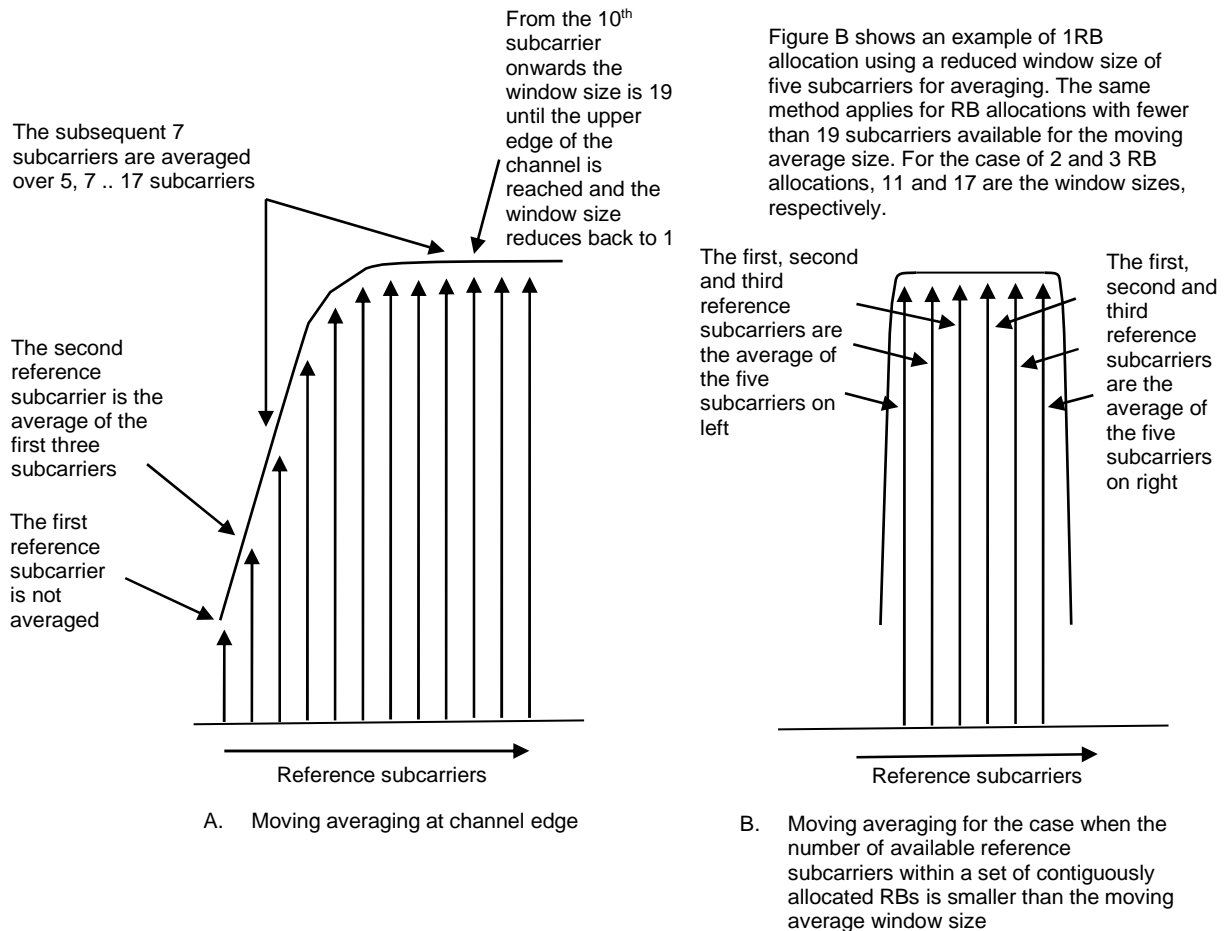 From the 10th
subcarrier
onwards the
window size is 19
until the upper
edge of the
channel is
reached and the
window size
reduces back to 1
The subsequent 7
subcarriers are averaged
over 5, 7 .. 17 subcarriers
The second
reference
subcarrier is the
average of the
first three
subcarriers
The first
reference
subcarrier
is not
averaged
Reference subcarriers
A. Moving averaging at channel edge
Figure B shows an example of 1RB
allocation using a reduced window size of
five subcarriers for averaging. The same
method applies for RB allocations with fewer
than 19 subcarriers available for the moving
average size. For the case of 2 and 3 RB
allocations, 11 and 17 are the window sizes,
respectively.
The first, second
and third
reference
subcarriers are
the average of
the five
subcarriers on
left
The first,
second and
third
reference
subcarriers
are the
average of
the five
subcarriers
on right
Reference subcarriers
B. Moving averaging for the case when the
number of available reference
subcarriers within a set of contiguously
allocated RBs is smaller than the moving
average window size